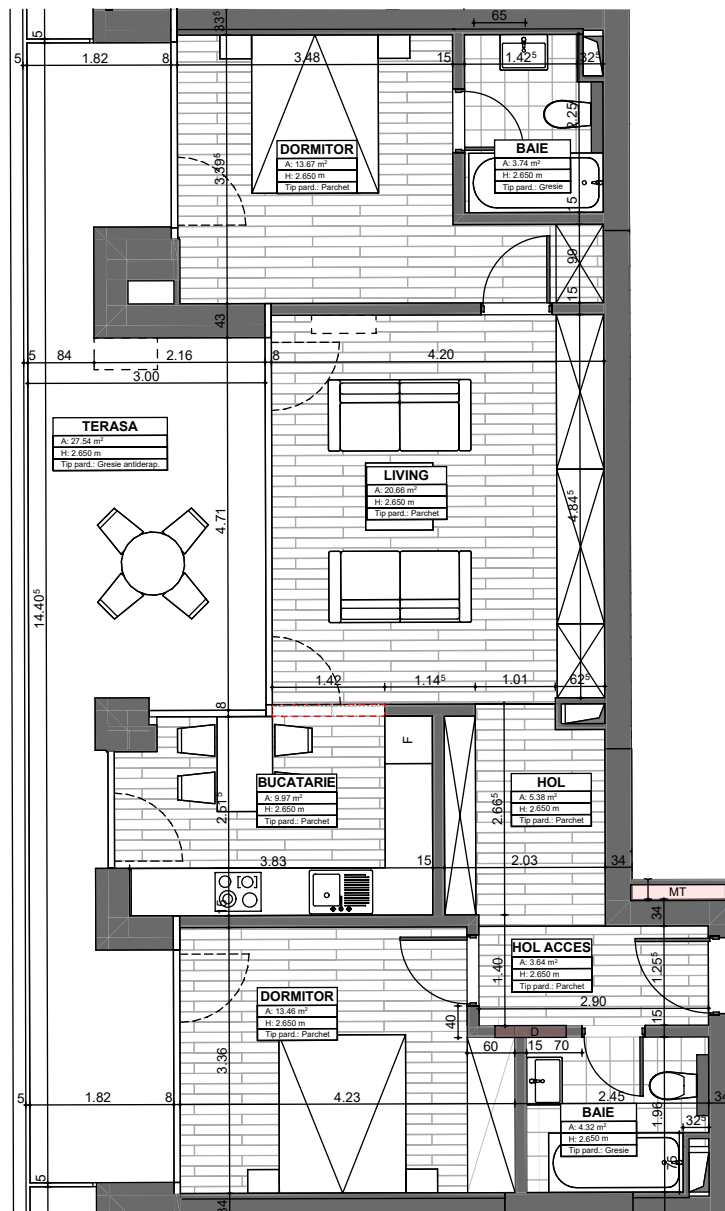 65
33⁵
5
5
1.82
8
3.48
15
1.42⁵
32⁵
2.25
DORMITOR
A: 13.67 m²
H: 2.650 m
Tip pard.: Parchet
BAIE
A: 3.74 m²
H: 2.650 m
Tip pard.: Gresie
3.39⁵
15
99
15
43
5
84
2.16
8
4.20
3.00
TERASA
A: 27.54 m²
H: 2.650 m
Tip pard.: Gresie antiderap.
LIVING
A: 20.66 m²
H: 2.650 m
Tip pard.: Parchet
4.71
4.84⁵
14.40⁵
1.42
1.14⁵
1.01
62⁵
8
F
BUCATARIE
A: 9.97 m²
H: 2.650 m
Tip pard.: Parchet
HOL
A: 5.38 m²
H: 2.650 m
Tip pard.: Parchet
2.51⁵
2.66⁵
3.83
15
2.03
34
MT
15
34
HOL ACCES
A: 3.64 m²
H: 2.650 m
Tip pard.: Parchet
1.40
1.25⁵
2.90
DORMITOR
A: 13.46 m²
H: 2.650 m
Tip pard.: Parchet
40
D
15
60
15
70
3.36
5
1.82
8
4.23
2.45
34
1.96
BAIE
A: 4.32 m²
H: 2.650 m
Tip pard.: Gresie
32⁵
75
5
34